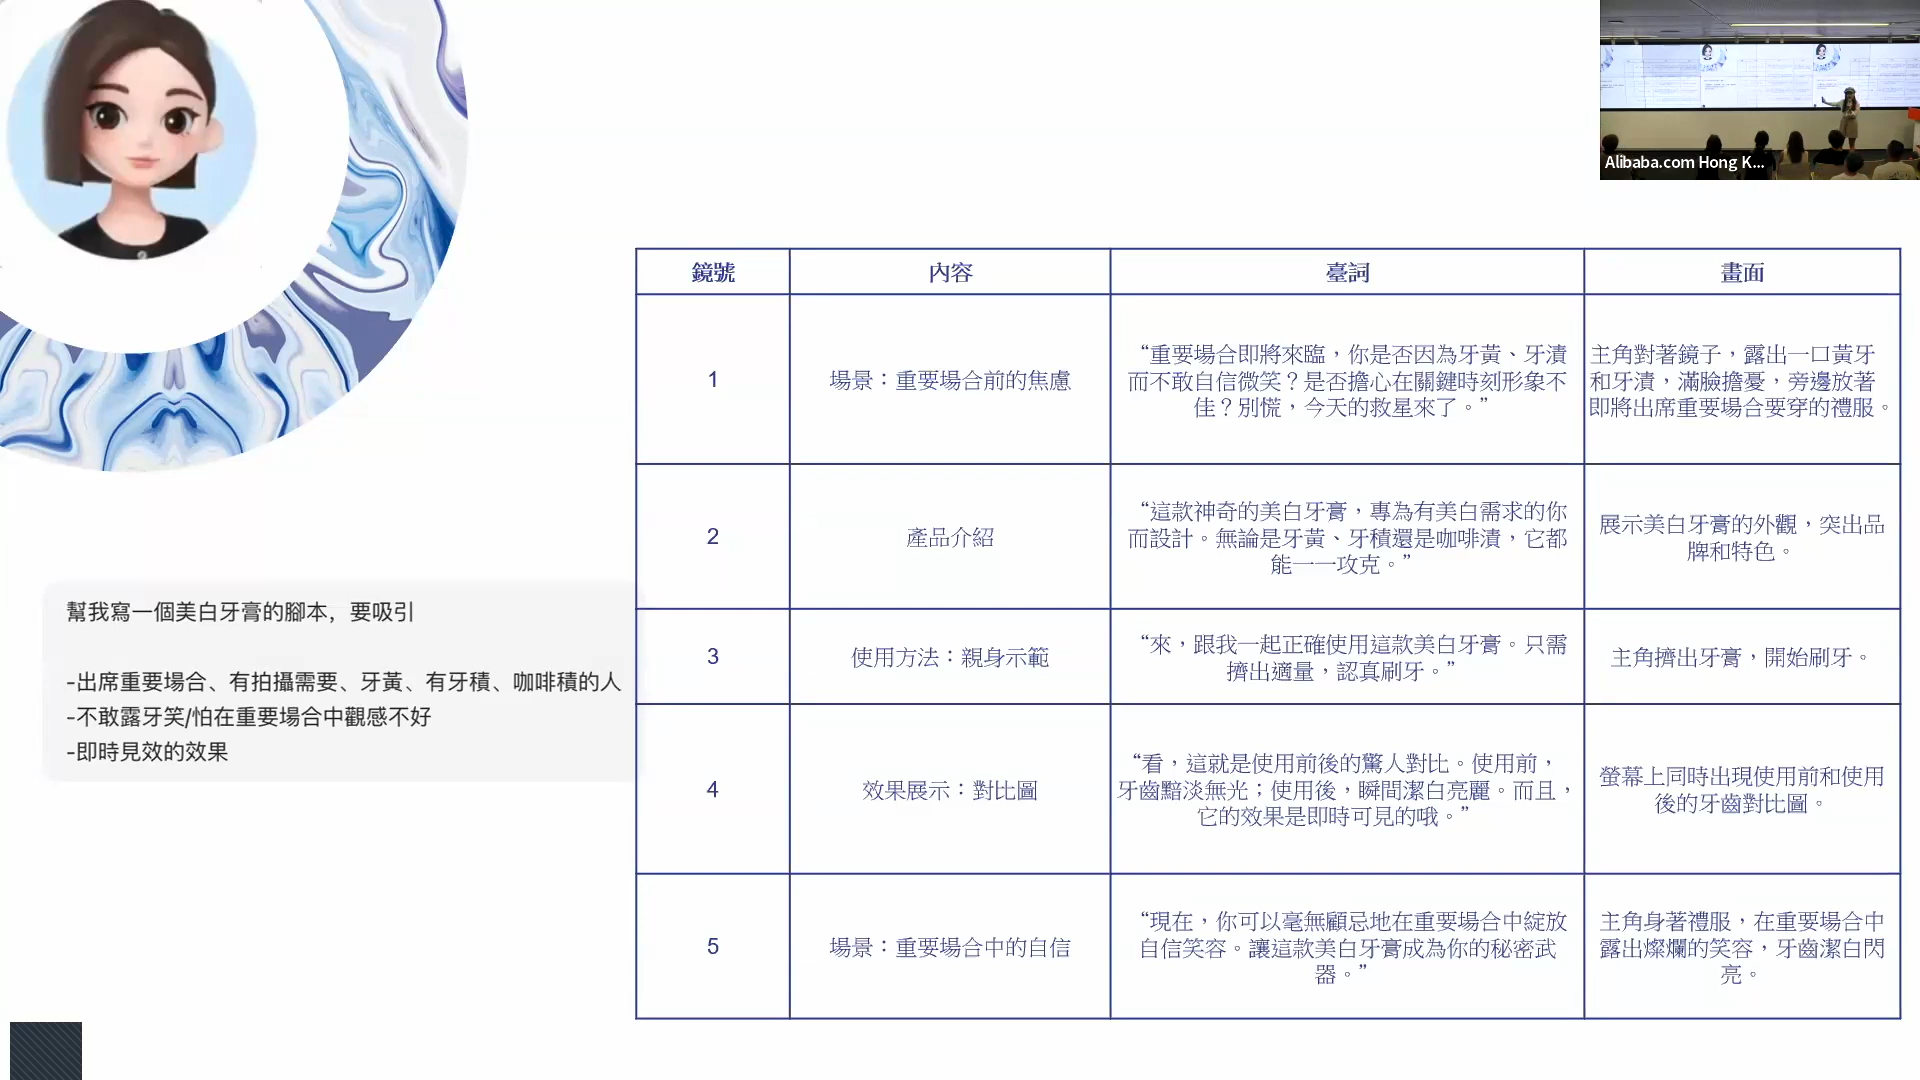 Alibaba.com Hong K...
幫我寫一個美白牙膏的腳本，要吸引
-出席重要場合、有拍攝需要、牙黃、有牙積、咖啡積的人
-不敢露牙笑/怕在重要場合中觀感不好
-即時見效的效果
鏡號 內容 臺詞 畫面
1
場景：重要場合前的焦慮
“重要場合即將來臨，你是否因為牙黃、牙漬
而不敢自信微笑？是否擔心在關鍵時刻形象不
佳？別慌，今天的救星來了。”
主角對著鏡子，露出一口黃牙
和牙漬，滿臉擔憂，旁邊放著
即將出席重要場合要穿的禮服。
2
產品介紹
“這款神奇的美白牙膏，專為有美白需求的你
而設計。無論是牙黃、牙積還是咖啡漬，它都
能一一攻克。”
展示美白牙膏的外觀，突出品
牌和特色。
3
使用方法：親身示範
“來，跟我一起正確使用這款美白牙膏。只需
擠出適量，認真刷牙。”
主角擠出牙膏，開始刷牙。
4
效果展示：對比圖
“看，這就是使用前後的驚人對比。使用前，
牙齒黯淡無光；使用後，瞬間潔白亮麗。而且，
它的效果是即時可見的哦。”
螢幕上同時出現使用前和使用
後的牙齒對比圖。
5
場景：重要場合中的自信
“現在，你可以毫無顧忌地在重要場合中綻放
自信笑容。讓這款美白牙膏成為你的秘密武
器。”
主角身著禮服，在重要場合中
露出燦爛的笑容，牙齒潔白閃
亮。